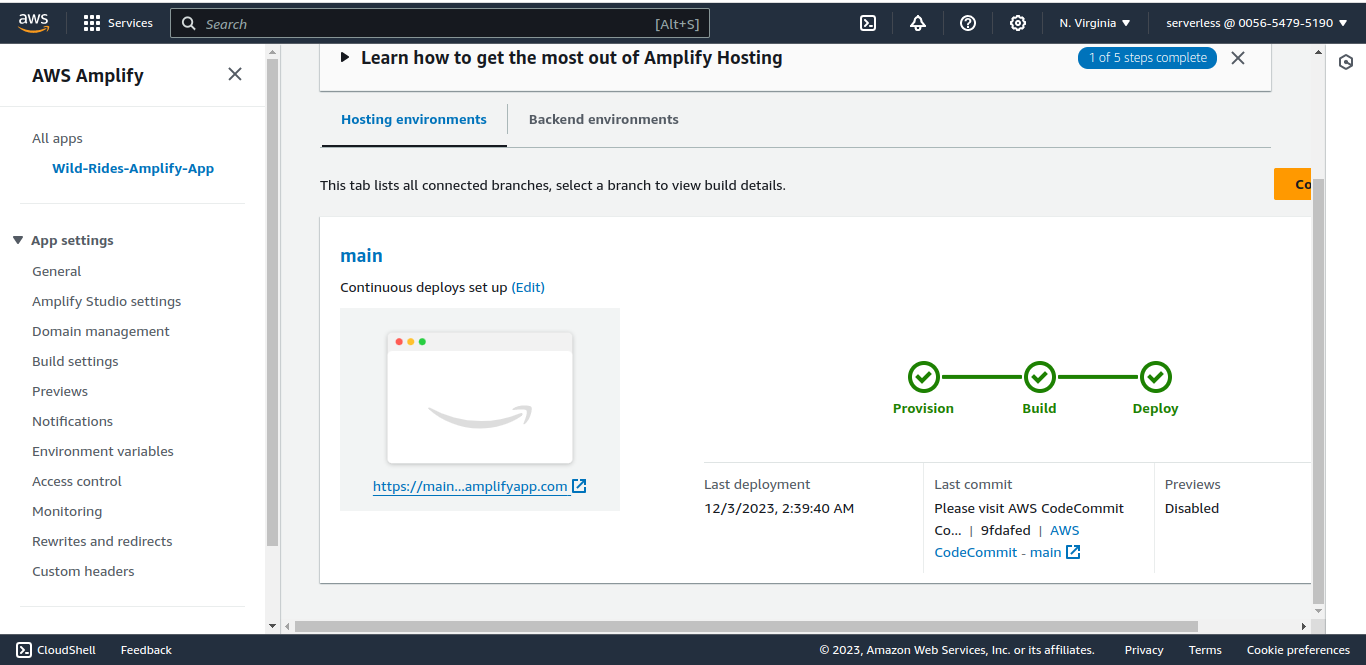 aws
Services
Search [Alt+S]
N. Virginia
serverless @ 0056-5479-5190
AWS Amplify
All apps
Wild-Rides-Amplify-App
App settings
General
Amplify Studio settings
Domain management
Build settings
Previews
Notifications
Environment variables
Access control
Monitoring
Rewrites and redirects
Custom headers
Learn how to get the most out of Amplify Hosting
1 of 5 steps complete
Hosting environments
Backend environments
This tab lists all connected branches, select a branch to view build details.
Co
main
Continuous deploys set up (Edit)
https://main...amplifyapp.com
Provision
Build
Deploy
Last deployment
12/3/2023, 2:39:40 AM
Last commit
Please visit AWS CodeCommit
Co... | 9fdafed | AWS
CodeCommit - main
Previews
Disabled
CloudShell
Feedback
© 2023, Amazon Web Services, Inc. or its affiliates.
Privacy
Terms
Cookie preferences